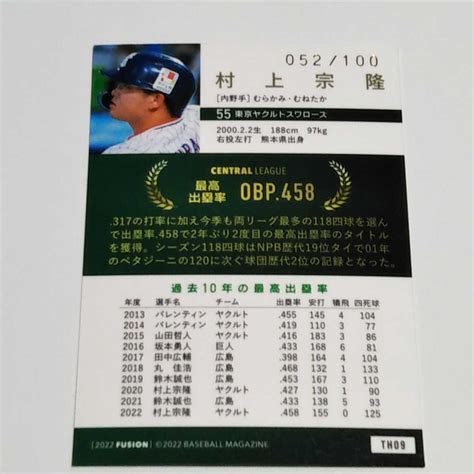 052/100
村上宗隆
[内野手] むらかみ・むねたか
55 東京ヤクルトスワローズ
2000.2.2生 188cm 97kg
右投左打 熊本県出身
CENTRAL LEAGUE
最高出塁率 OBP.458
.317の打率に加え今季も両リーグ最多の118四球を選
んで.458で2年ぶり2度目の最高出塁率のタイトル
を獲得。シーズン118四球はNPB歴代19位タイで01年
のペタジーニの120に次ぐ球団歴代2位の記録となった。
過去10年の最高出塁率
年度 選手名 チーム 出塁率 安打 犠飛 四死球
2013 バレンティン ヤクルト .455 145 4 104
2014 バレンティン ヤクルト .419 110 3 77
2015 山田哲人 ヤクルト .416 183 3 86
2016 坂本勇人 巨人 .433 168 6 81
2017 田中広輔 広島 .398 164 4 104
2018 丸 佳浩 広島 .468 132 1 113
2019 鈴木誠也 広島 .453 167 4 110
2020 村上宗隆 ヤクルト .427 130 1 90
2021 鈴木誠也 広島 .433 138 5 93
2022 村上宗隆 ヤクルト .458 155 0 125
[2022 FUSION] ©2022 BASEBALL MAGAZINE
TH09